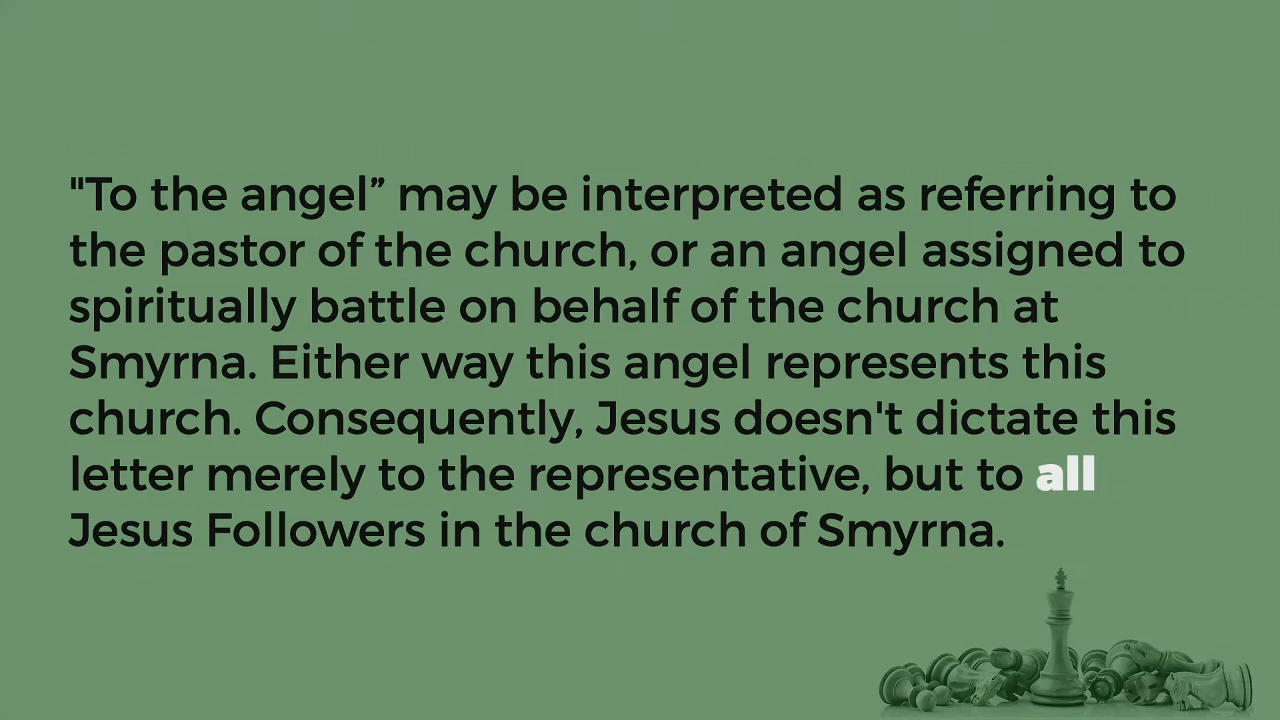 "To the angel” may be interpreted as referring to
the pastor of the church, or an angel assigned to
spiritually battle on behalf of the church at
Smyrna. Either way this angel represents this
church. Consequently, Jesus doesn't dictate this
letter merely to the representative, but to all
Jesus Followers in the church of Smyrna.